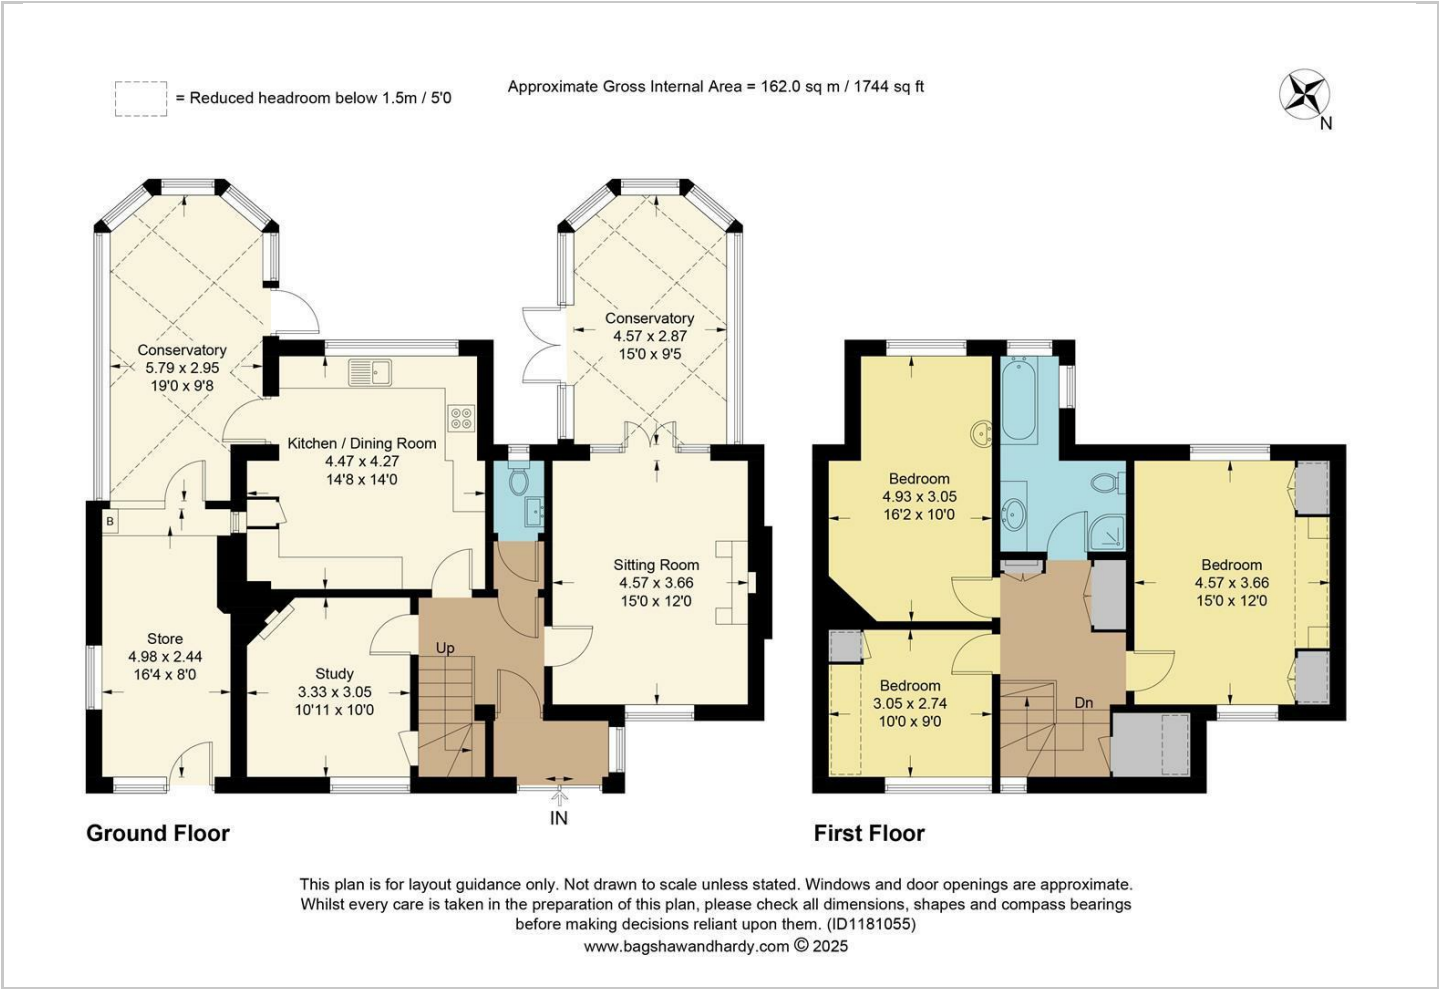 = Reduced headroom below 1.5m / 5'0
Approximate Gross Internal Area = 162.0 sq m / 1744 sq ft
N
Conservatory
5.79 x 2.95
19'0 x 9'8
Conservatory
4.57 x 2.87
15'0 x 9'5
Kitchen / Dining Room
4.47 x 4.27
14'8 x 14'0
B
Sitting Room
4.57 x 3.66
15'0 x 12'0
Store
4.98 x 2.44
16'4 x 8'0
Study
3.33 x 3.05
10'11 x 10'0
Up
IN
Ground Floor
Bedroom
4.93 x 3.05
16'2 x 10'0
Bedroom
4.57 x 3.66
15'0 x 12'0
Bedroom
3.05 x 2.74
10'0 x 9'0
Dn
First Floor
This plan is for layout guidance only. Not drawn to scale unless stated. Windows and door openings are approximate.
Whilst every care is taken in the preparation of this plan, please check all dimensions, shapes and compass bearings
before making decisions reliant upon them. (ID1181055)
www.bagshawandhardy.com © 2025